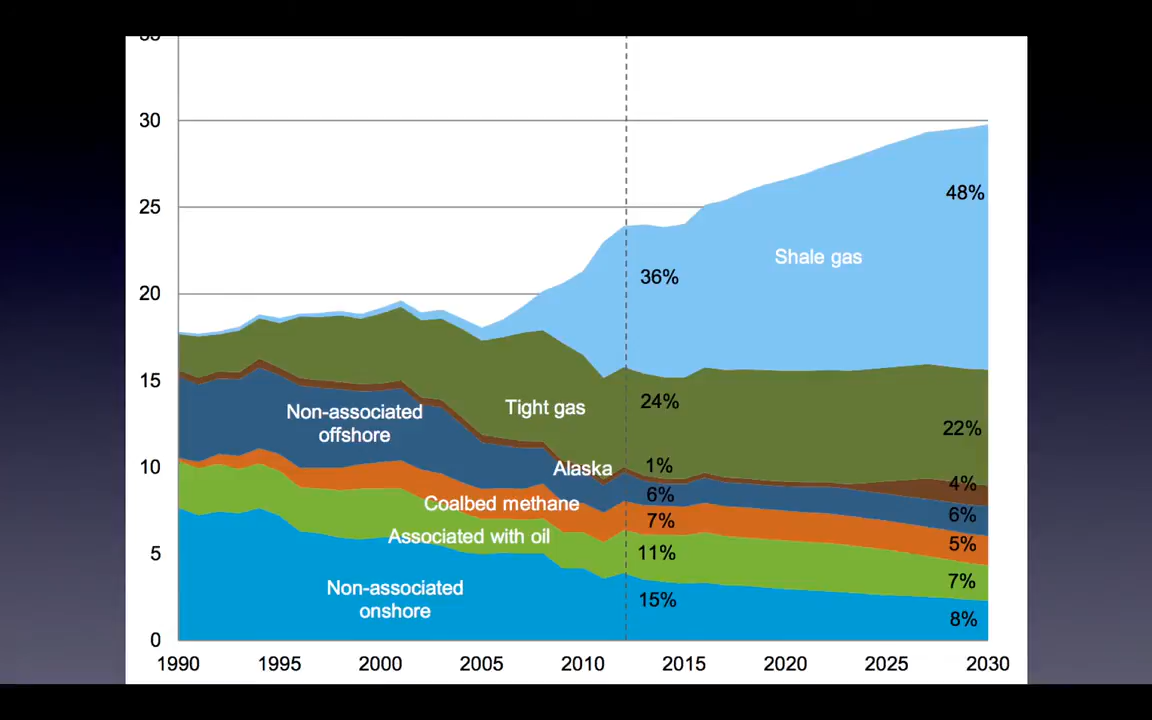 35
30
25
20
15
10
5
0
48%
Shale gas
36%
24%
Tight gas
Non-associated
offshore
22%
Alaska
1%
4%
6%
6%
Coalbed methane
7%
5%
Associated with oil
11%
7%
Non-associated
onshore
15%
8%
1990 1995 2000 2005 2010 2015 2020 2025 2030